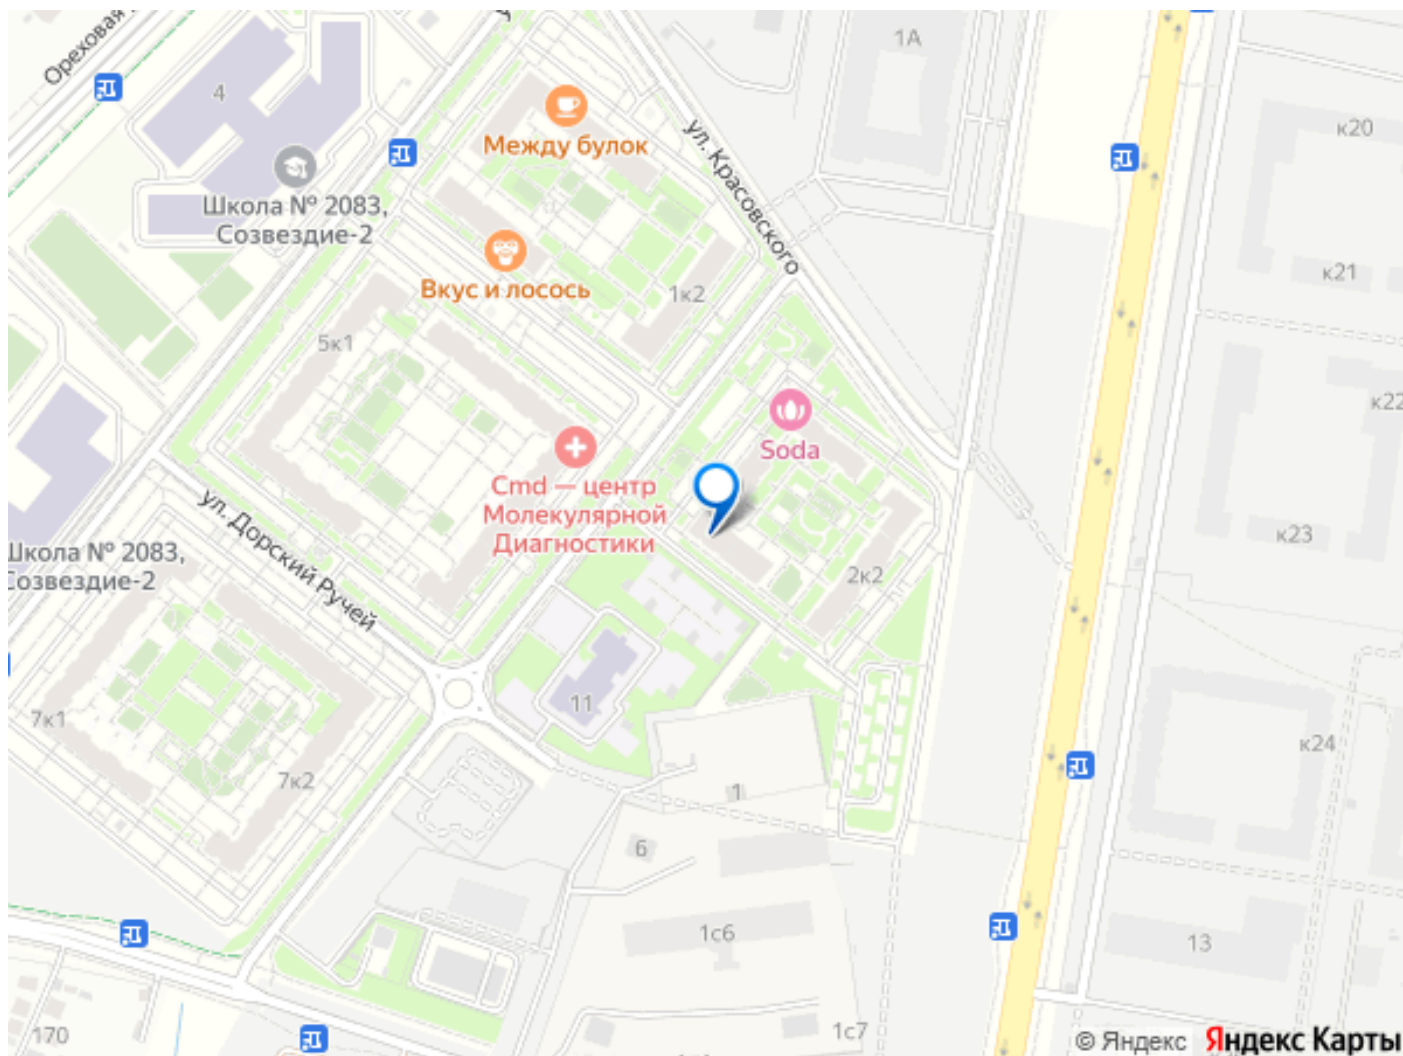 Ореховая
1А
4
к20
Между булок
ул. Красовского
Школа № 2083,
Созвездие-2
к21
Вкус и лосось
1к2
5к1
к22
Soda
Cmd — центр
Молекулярной
Диагностики
ул. Дорский Ручей
к23
Школа № 2083,
Созвездие-2
2к2
11
7к1
к24
7к2
1
6
1с6
13
170
1с7
© Яндекс Яндекс Карты